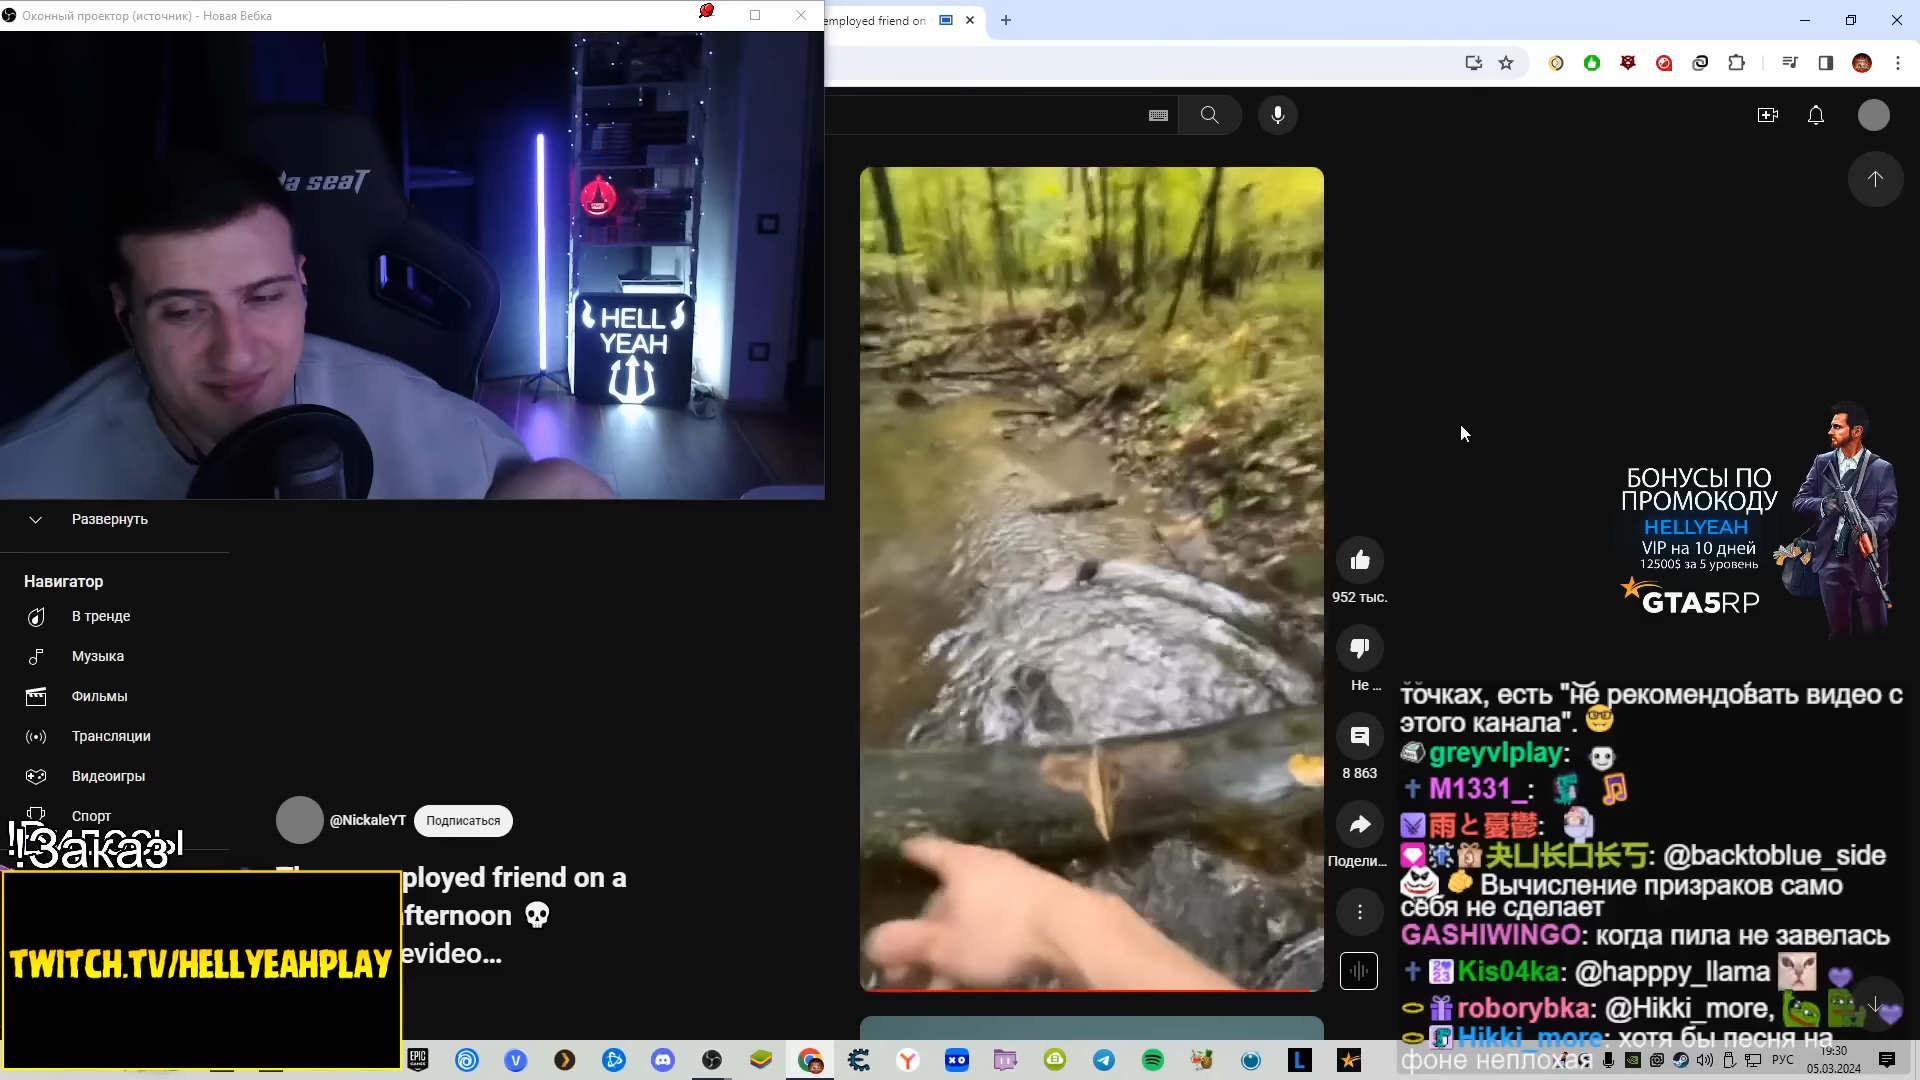 Оконный проектор (источник) - Новая Вебка
employed friend on
a seat
HELL
YEAH
Развернуть
Навигатор
В тренде
Музыка
Фильмы
Трансляции
Видеоигры
Спорт
!Заказ
TWITCH.TV/HELLYEAHPLAY
@NickaleYT
Подписаться
ployed friend on a
fternoon 💀
evideo...
952 тыс.
Не ...
8 863
Подели...
БОНУСЫ ПО
ПРОМОКОДУ
HELLYEAH
VIP на 10 дней
12500$ за 5 уровень
GTA5RP
точках, есть "не рекомендовать видео с
этого канала". 🤓
greyvlplay:
M1331_:
雨と憂鬱:
@backtoblue_side
Вычисление призраков само
себя не сделает
GASHIWINGO: когда пила не завелась
Kis04ka: @happpy_llama
roborybka: @Hikki_more,
Hikki_more: хотя бы песня на
фоне неплохая
EPIC
GAMES
РУС
19:30
05.03.2024